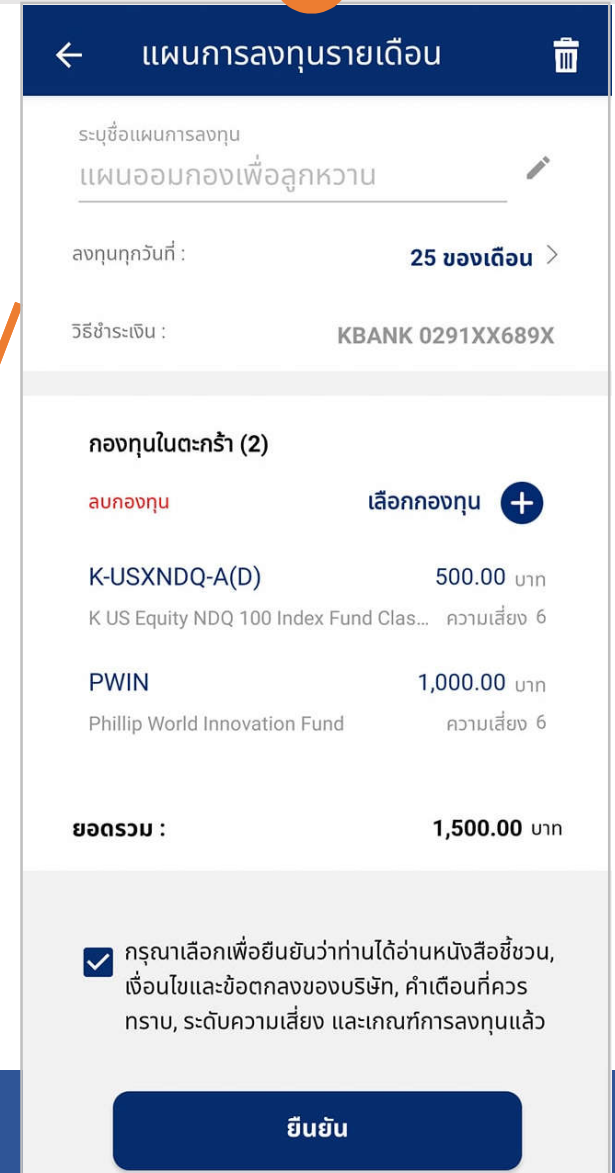 แผนการลงทุนรายเดือน
ระบุชื่อแผนการลงทุน
แผนออมกองเพื่อลูกหวาน
ลงทุนทุกวันที่ : 25 ของเดือน
วิธีชำระเงิน : KBANK 0291XX689X
กองทุนในตะกร้า (2)
ลบกองทุน เลือกกองทุน
K-USXNDQ-A(D) 500.00 บาท
K US Equity NDQ 100 Index Fund Clas... ความเสี่ยง 6
PWIN 1,000.00 บาท
Phillip World Innovation Fund ความเสี่ยง 6
ยอดรวม : 1,500.00 บาท
กรุณาเลือกเพื่อยืนยันว่าท่านได้อ่านหนังสือชี้ชวน,
เงื่อนไขและข้อตกลงของบริษัท, คำเตือนที่ควร
ทราบ, ระดับความเสี่ยง และเกณฑ์การลงทุนแล้ว
ยืนยัน